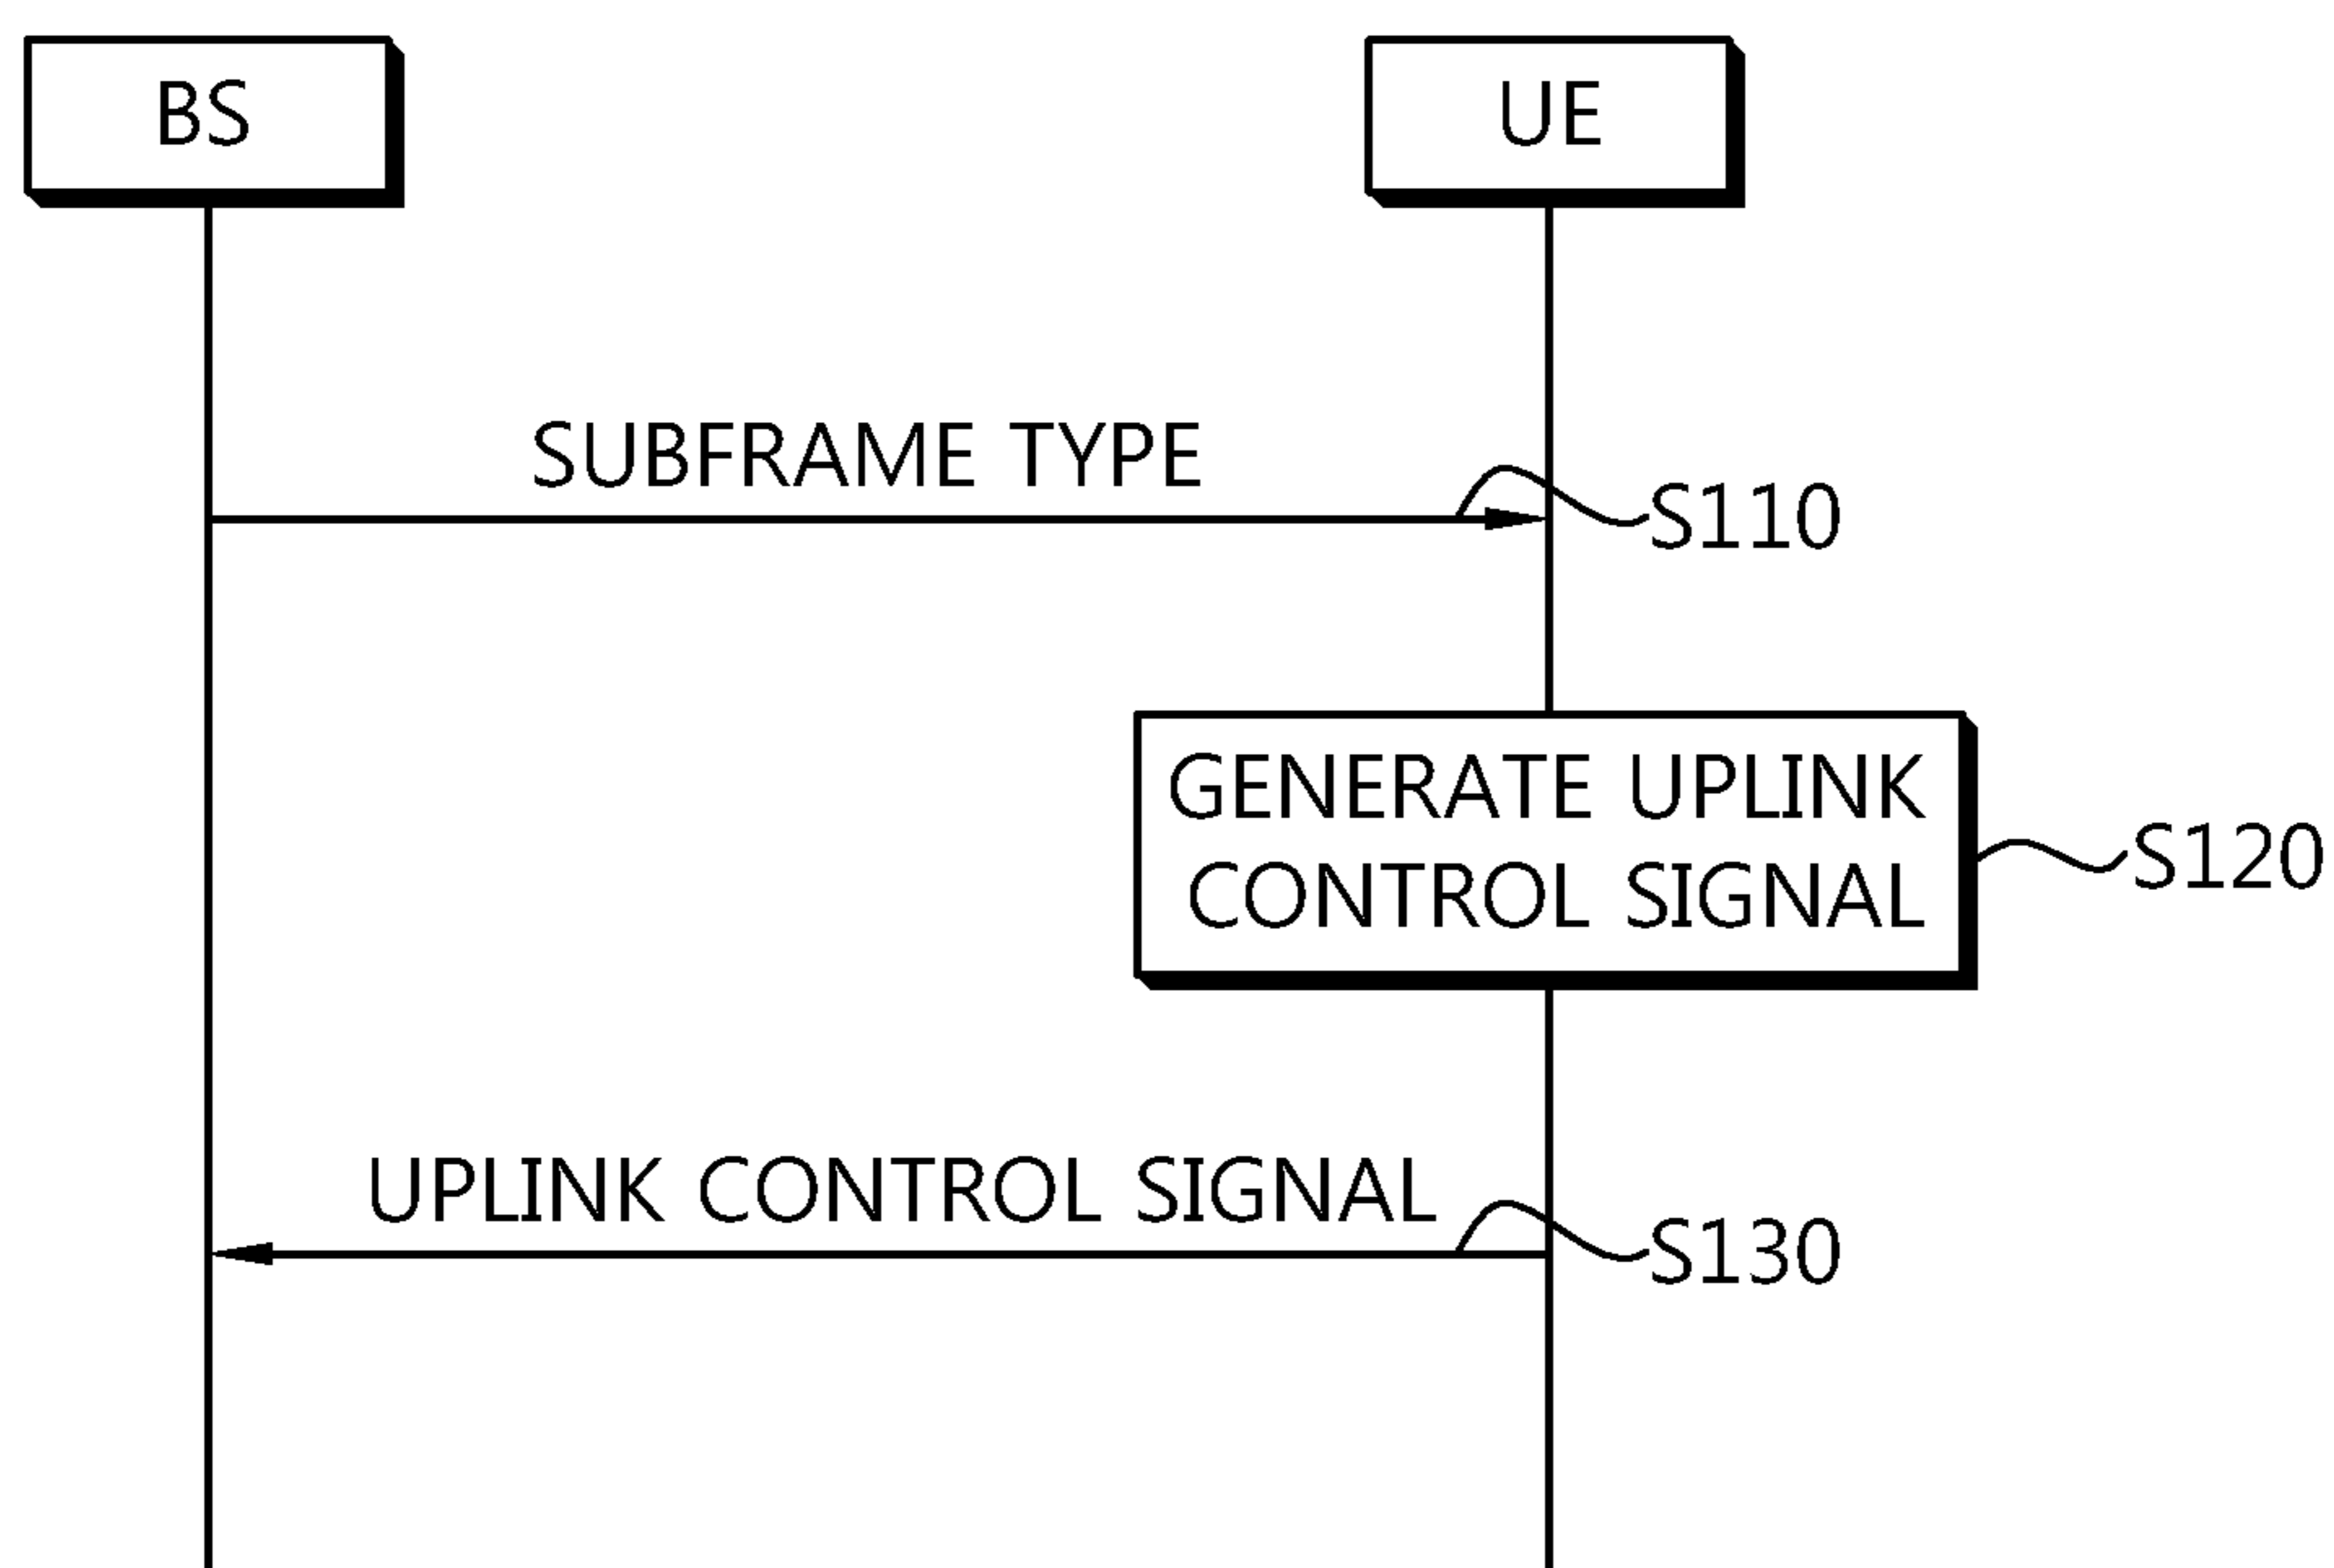 BS
UE
SUBFRAME TYPE
S110
GENERATE UPLINK
CONTROL SIGNAL
S120
UPLINK CONTROL SIGNAL
S130